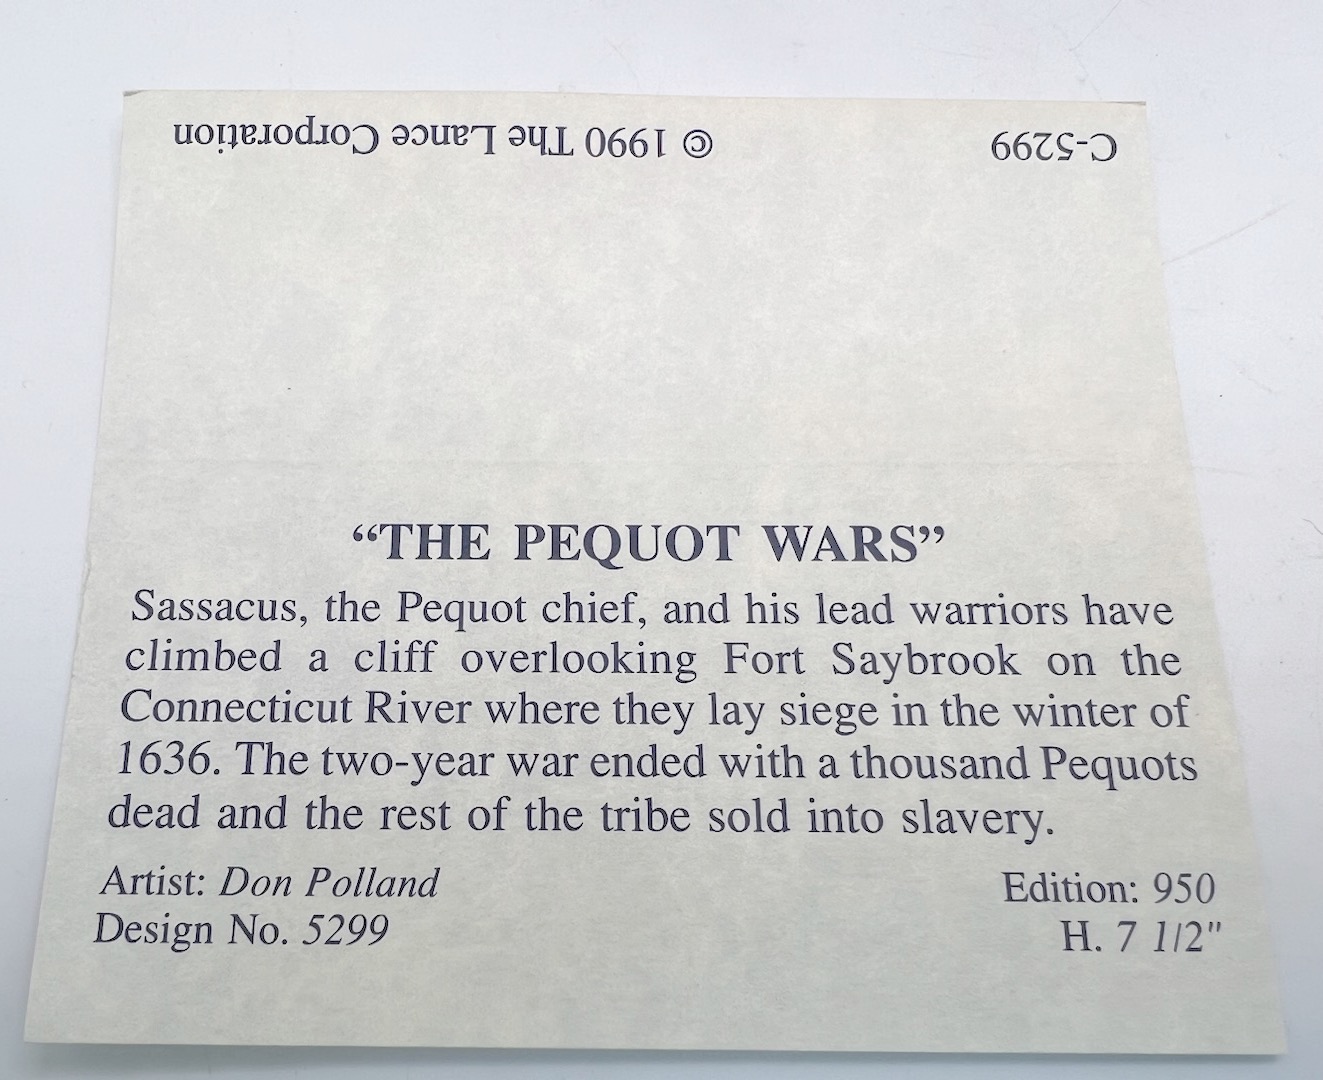 C-5299 © 1990 The Lance Corporation
“THE PEQUOT WARS”
Sassacus, the Pequot chief, and his lead warriors have
climbed a cliff overlooking Fort Saybrook on the
Connecticut River where they lay siege in the winter of
1636. The two-year war ended with a thousand Pequots
dead and the rest of the tribe sold into slavery.
Artist: Don Polland Edition: 950
Design No. 5299 H. 7 1/2"